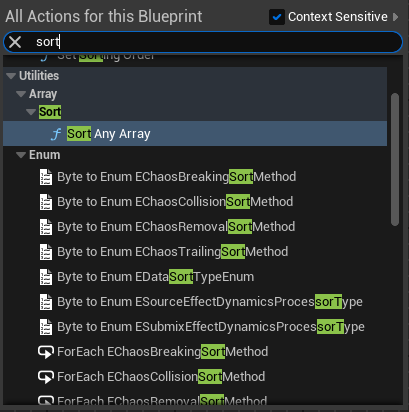 All Actions for this Blueprint Context Sensitive
sort
Set Sorting Order
Utilities
Array
Sort
Sort Any Array
Enum
Byte to Enum EChaosBreakingSortMethod
Byte to Enum EChaosCollisionSortMethod
Byte to Enum EChaosRemovalSortMethod
Byte to Enum EChaosTrailingSortMethod
Byte to Enum EDataSortTypeEnum
Byte to Enum ESourceEffectDynamicsProcessorType
Byte to Enum ESubmixEffectDynamicsProcessorType
ForEach EChaosBreakingSortMethod
ForEach EChaosCollisionSortMethod
ForEach EChaosRemovalSortMethod